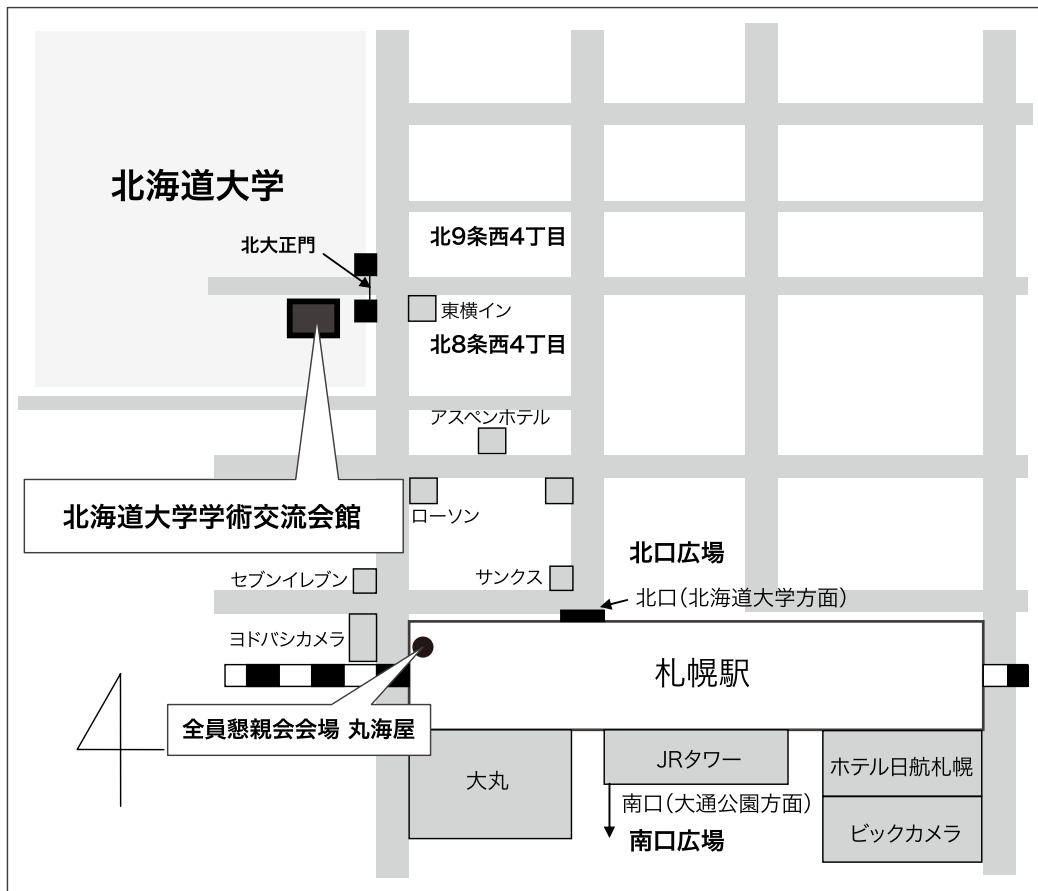 北海道大学
北大正門
北9条西4丁目
東横イン
北8条西4丁目
アスペンホテル
北海道大学学術交流会館
ローソン
セブンイレブン
サンクス
北口広場
北口(北海道大学方面)
ヨドバシカメラ
札幌駅
全員懇親会会場 丸海屋
大丸
JRタワー
ホテル日航札幌
南口(大通公園方面)
南口広場
ビックカメラ